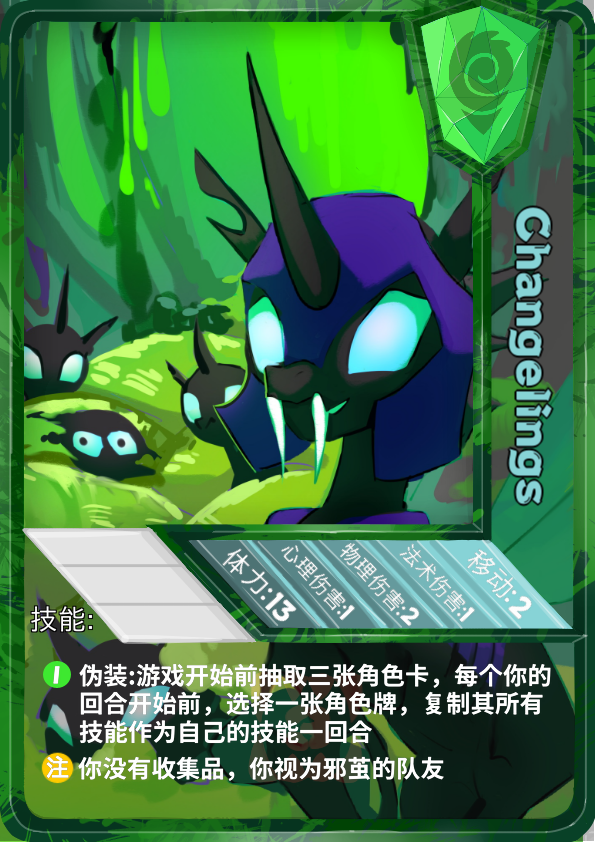 Changelings
体力:13
心理伤害:1
物理伤害:2
法术伤害:1
移动:2
技能:
1 伪装:游戏开始前抽取三张角色卡，每个你的
回合开始前，选择一张角色牌，复制其所有
技能作为自己的技能一回合
注 你没有收集品，你视为邪茧的队友